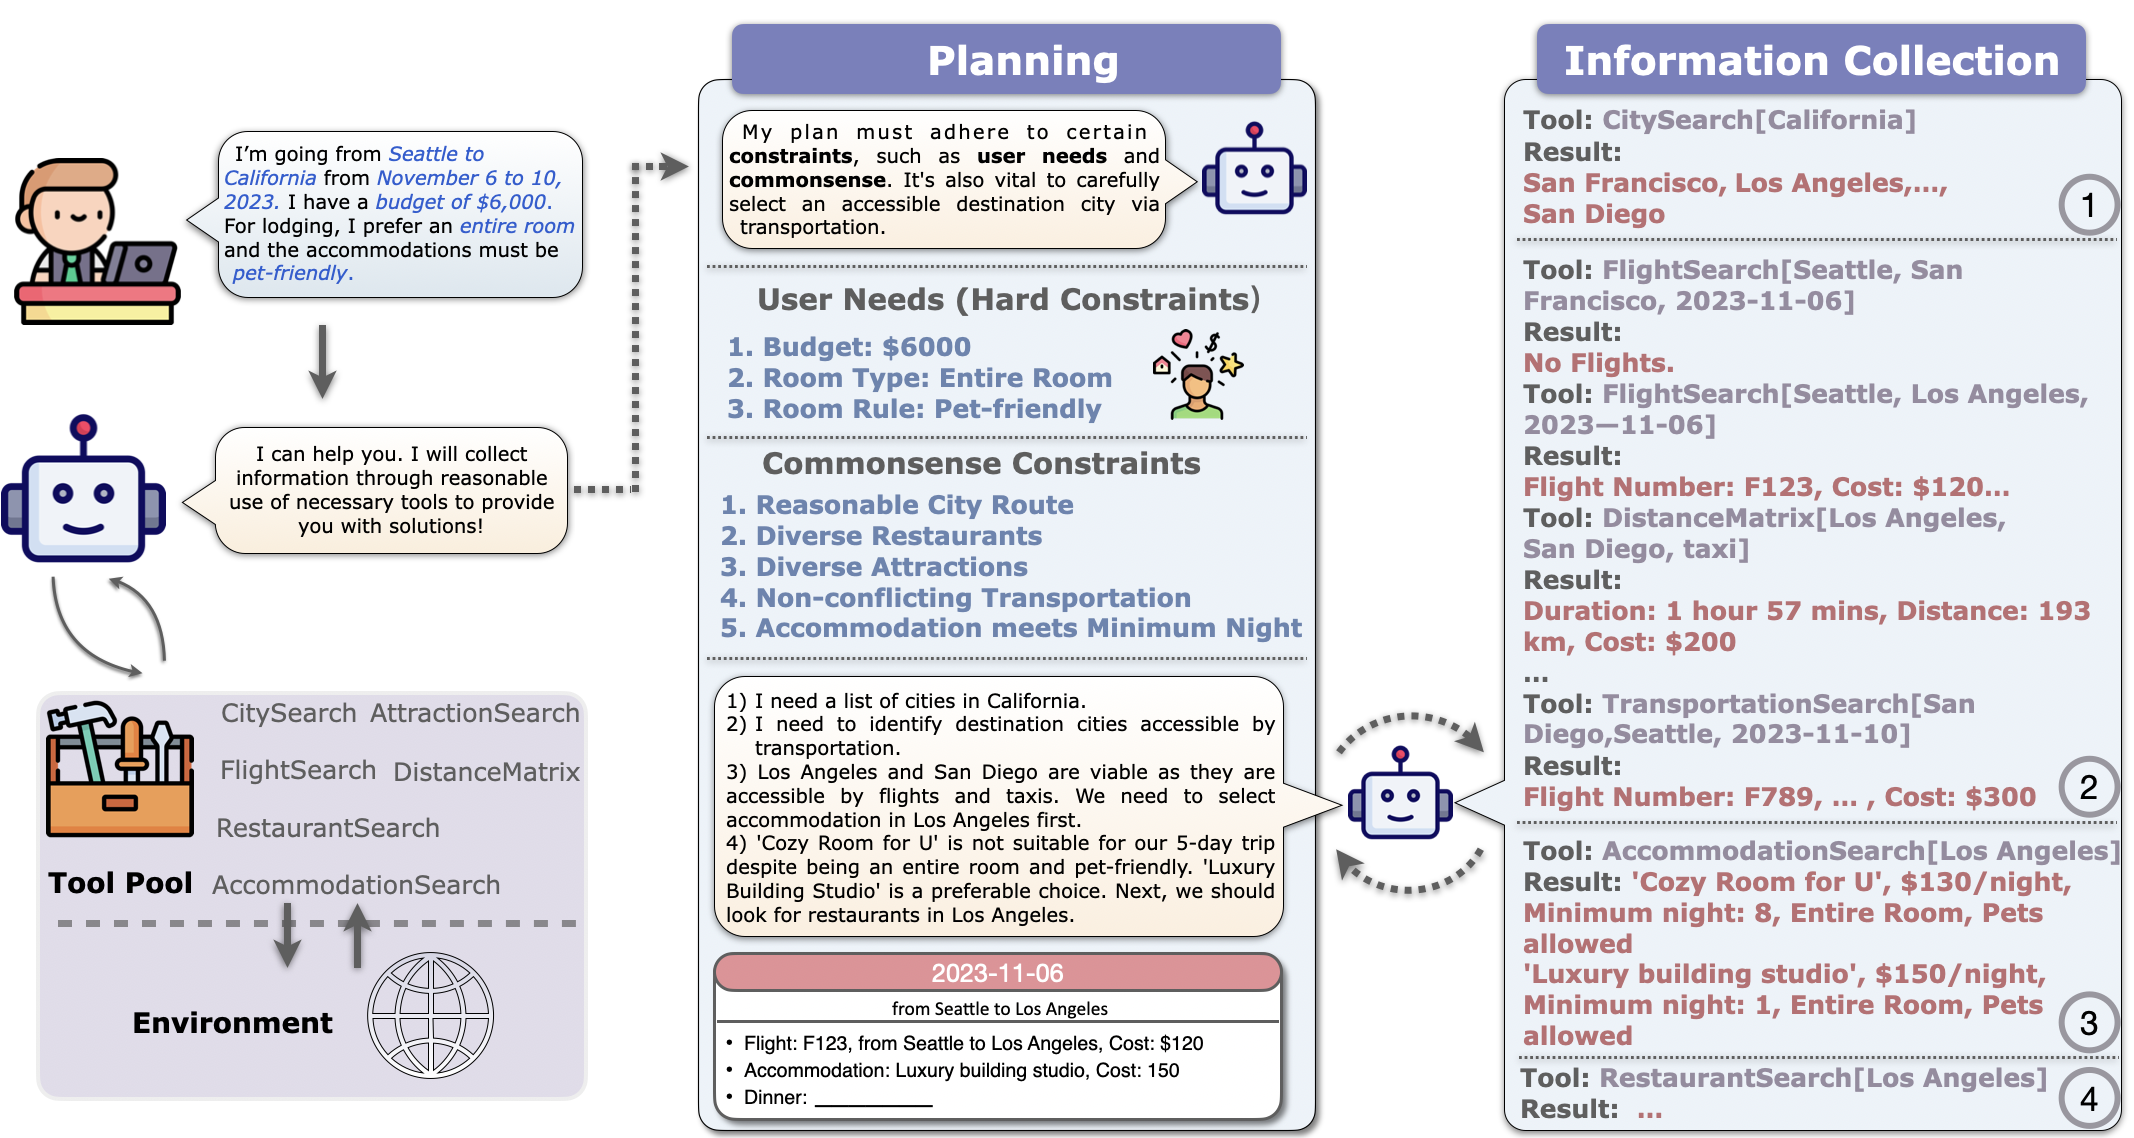 I’m going from Seattle to
California from November 6 to 10,
2023. I have a budget of $6,000.
For lodging, I prefer an entire room
and the accommodations must be
pet-friendly.
I can help you. I will collect
information through reasonable
use of necessary tools to provide
you with solutions!
CitySearch AttractionSearch
FlightSearch DistanceMatrix
RestaurantSearch
Tool Pool AccommodationSearch
Environment
Planning
My plan must adhere to certain
constraints, such as user needs and
commonsense. It's also vital to carefully
select an accessible destination city via
transportation.
User Needs (Hard Constraints)
1. Budget: $6000
2. Room Type: Entire Room
3. Room Rule: Pet-friendly
Commonsense Constraints
1. Reasonable City Route
2. Diverse Restaurants
3. Diverse Attractions
4. Non-conflicting Transportation
5. Accommodation meets Minimum Night
1) I need a list of cities in California.
2) I need to identify destination cities accessible by
transportation.
3) Los Angeles and San Diego are viable as they are
accessible by flights and taxis. We need to select
accommodation in Los Angeles first.
4) 'Cozy Room for U' is not suitable for our 5-day trip
despite being an entire room and pet-friendly. 'Luxury
Building Studio' is a preferable choice. Next, we should
look for restaurants in Los Angeles.
2023-11-06
from Seattle to Los Angeles
• Flight: F123, from Seattle to Los Angeles, Cost: $120
• Accommodation: Luxury building studio, Cost: 150
• Dinner: ___________
Information Collection
Tool: CitySearch[California]
Result:
San Francisco, Los Angeles,...,
San Diego
1
Tool: FlightSearch[Seattle, San
Francisco, 2023-11-06]
Result:
No Flights.
Tool: FlightSearch[Seattle, Los Angeles,
2023—11-06]
Result:
Flight Number: F123, Cost: $120...
Tool: DistanceMatrix[Los Angeles,
San Diego, taxi]
Result:
Duration: 1 hour 57 mins, Distance: 193
km, Cost: $200
...
Tool: TransportationSearch[San
Diego,Seattle, 2023-11-10]
Result:
Flight Number: F789, ... , Cost: $300
2
Tool: AccommodationSearch[Los Angeles]
Result: 'Cozy Room for U', $130/night,
Minimum night: 8, Entire Room, Pets
allowed
'Luxury building studio', $150/night,
Minimum night: 1, Entire Room, Pets
allowed
3
Tool: RestaurantSearch[Los Angeles]
Result: ...
4